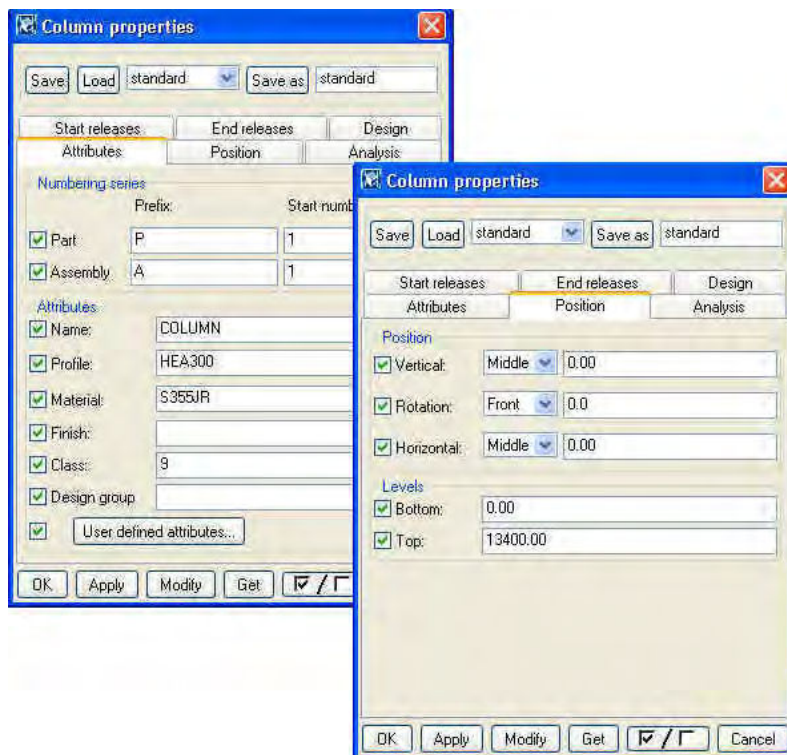 Column properties
Save Load standard Save as standard
Start releases End releases Design
Attributes Position Analysis
Numbering series
Prefix: Start numb
Part P 1
Assembly A 1
Attributes
Name: COLUMN
Profile: HEA300
Material: S355JR
Finish:
Class: 9
Design group
User defined attributes...
OK Apply Modify Get /
Column properties
Save Load standard Save as standard
Start releases End releases Design
Attributes Position Analysis
Position
Vertical: Middle 0.00
Rotation: Front 0.0
Horizontal: Middle 0.00
Levels
Bottom: 0.00
Top: 13400.00
OK Apply Modify Get / Cancel